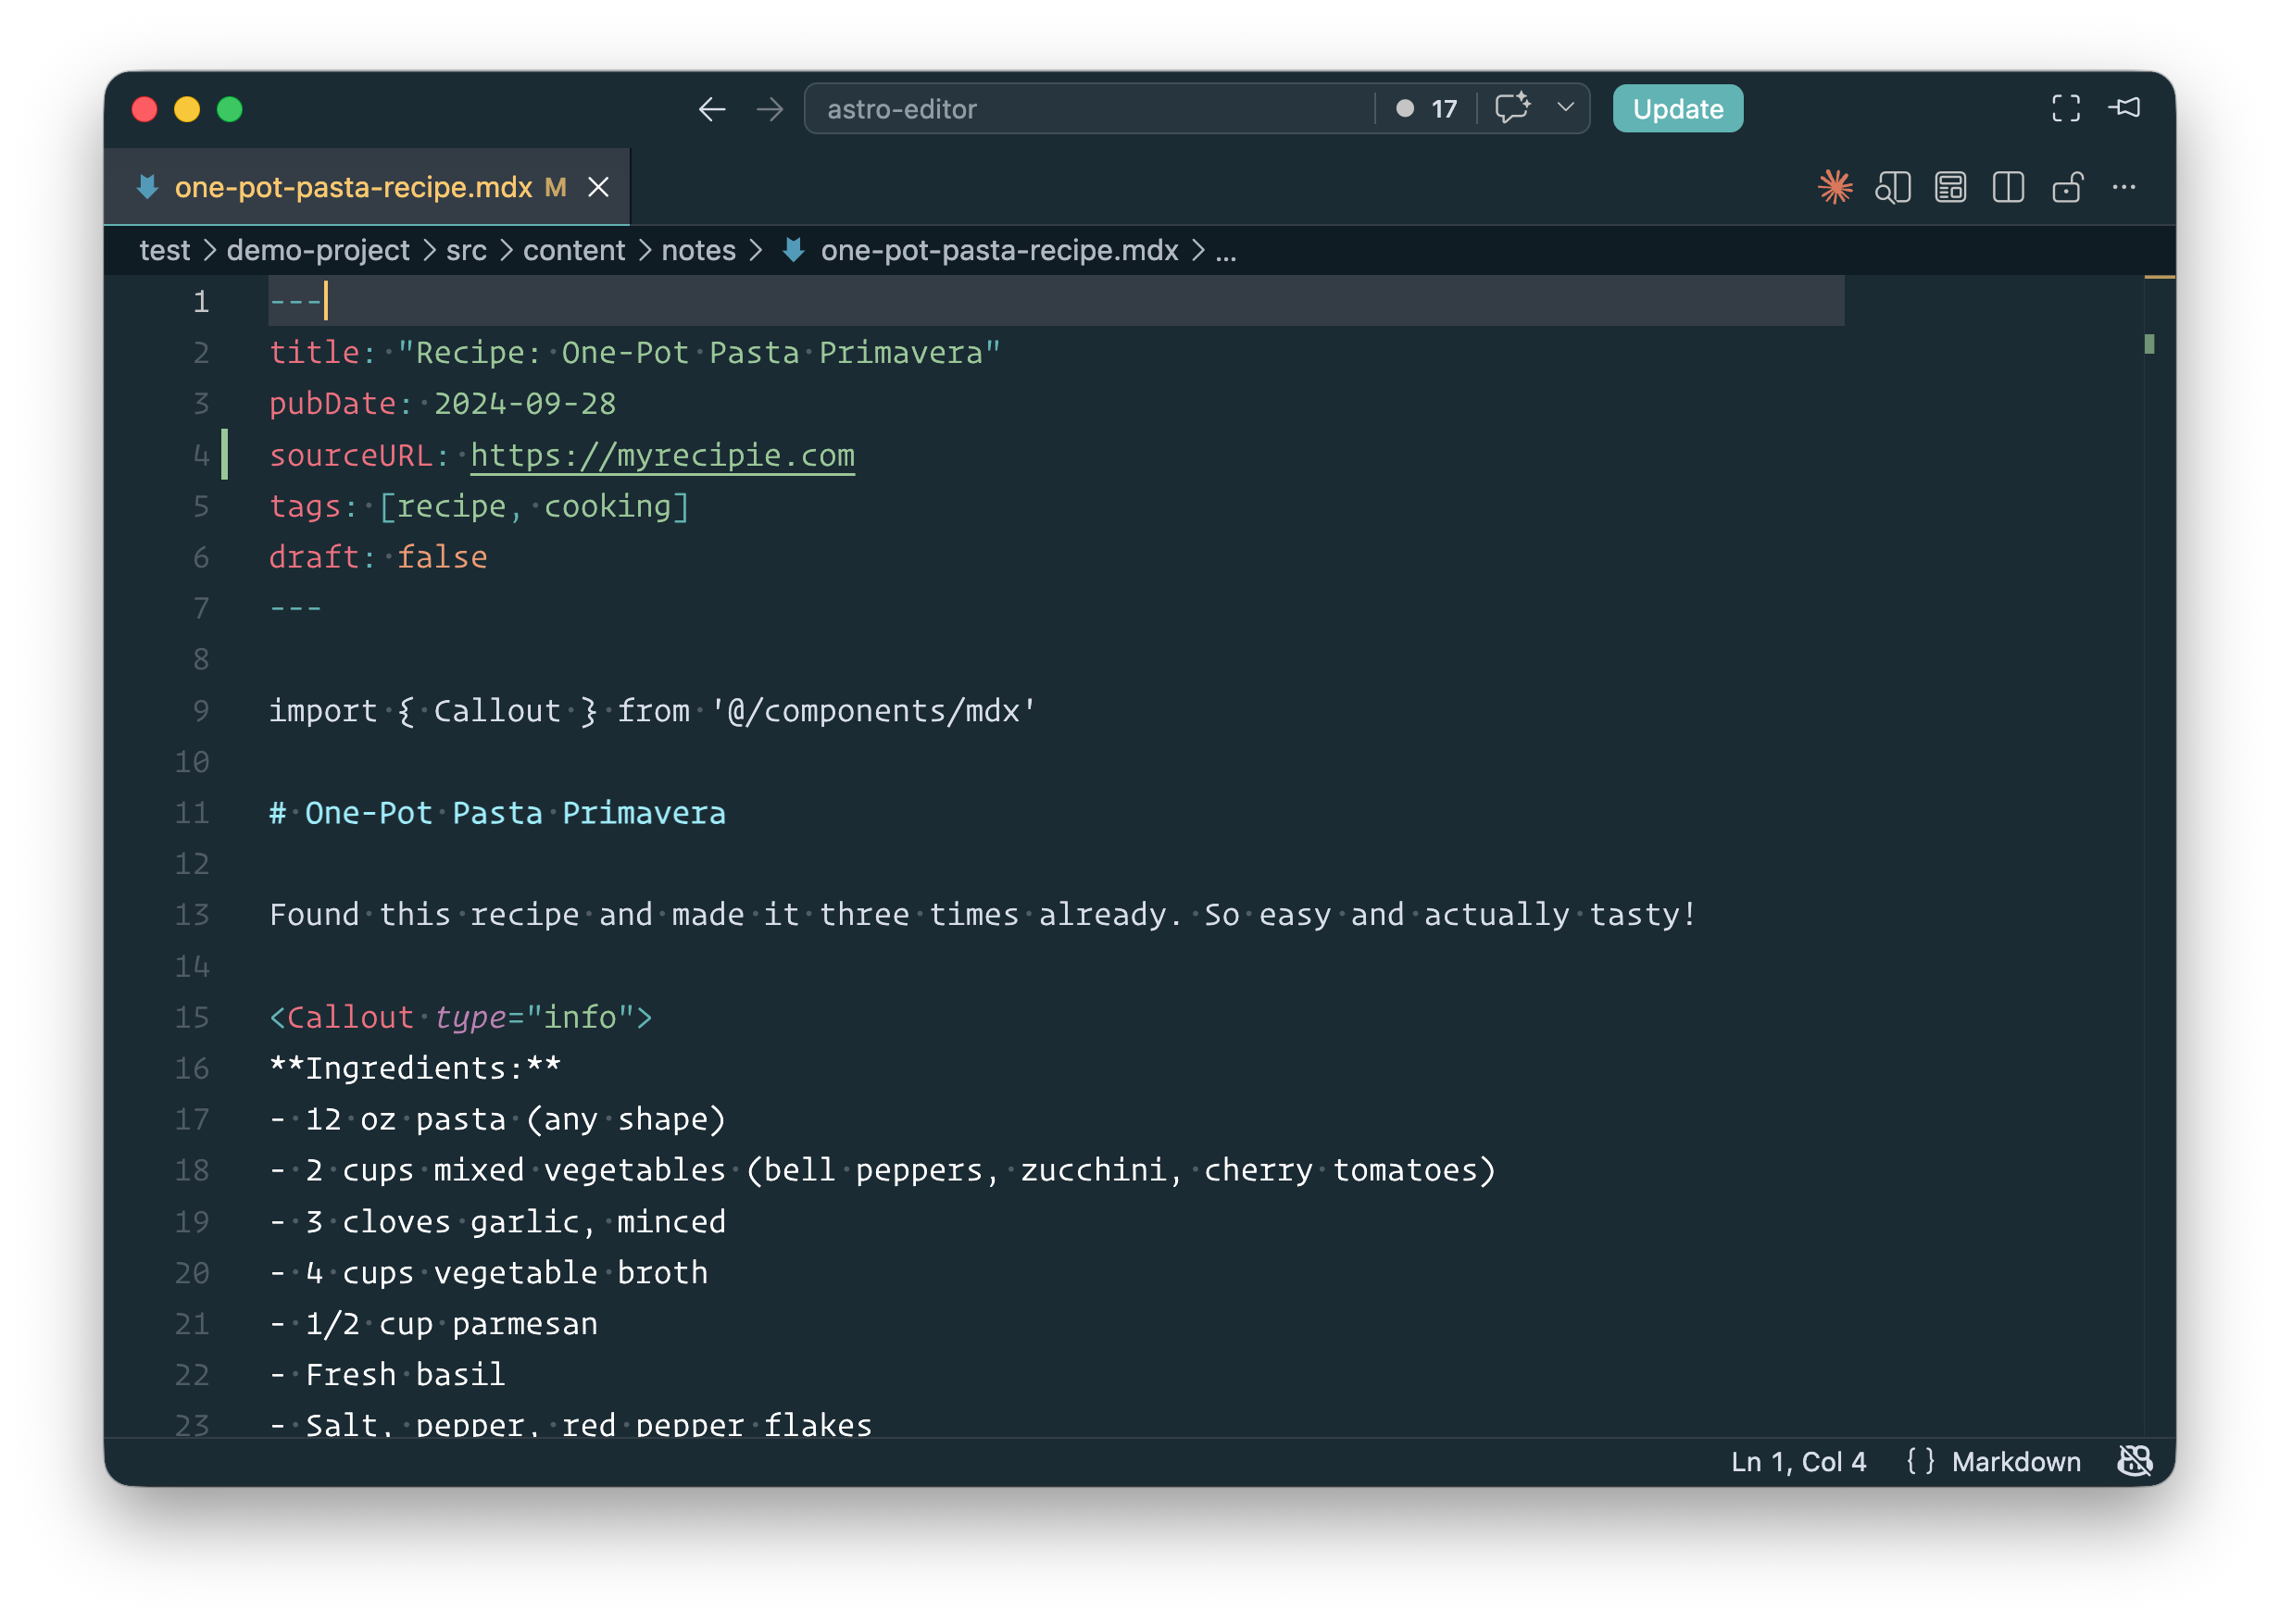 astro-editor 17 Update
one-pot-pasta-recipe.mdx M
test > demo-project > src > content > notes > one-pot-pasta-recipe.mdx > ...
1 ---
2 title: "Recipe: One-Pot Pasta Primavera"
3 pubDate: 2024-09-28
4 sourceURL: https://myrecipie.com
5 tags: [recipe, cooking]
6 draft: false
7 ---
8
9 import { Callout } from '@/components/mdx'
10
11 # One-Pot Pasta Primavera
12
13 Found this recipe and made it three times already. So easy and actually tasty!
14
15 <Callout type="info">
16 **Ingredients:**
17 - 12 oz pasta (any shape)
18 - 2 cups mixed vegetables (bell peppers, zucchini, cherry tomatoes)
19 - 3 cloves garlic, minced
20 - 4 cups vegetable broth
21 - 1/2 cup parmesan
22 - Fresh basil
23 - Salt, pepper, red pepper flakes
Ln 1, Col 4 { } Markdown